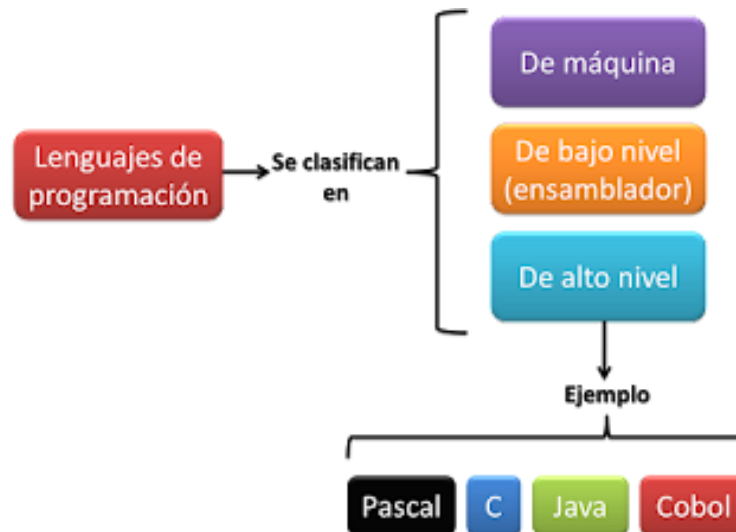 Lenguajes de
programación
Se clasifican
en
De máquina
De bajo nivel
(ensamblador)
De alto nivel
Ejemplo
Pascal
C
Java
Cobol